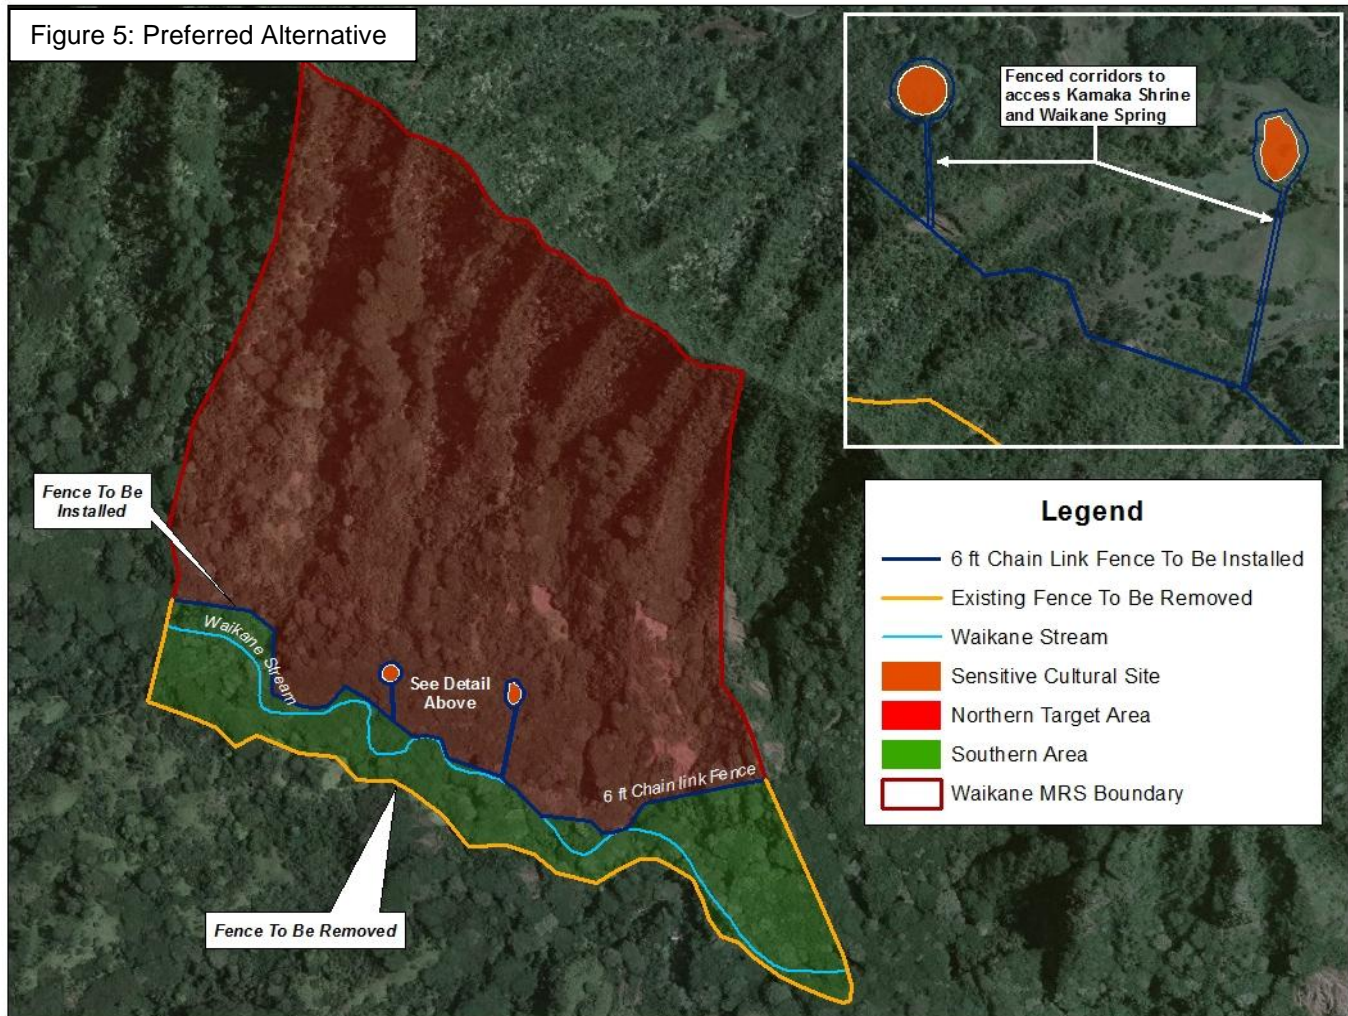 Figure 5: Preferred Alternative
Fenced corridors to
access Kamaka Shrine
and Waikane Spring
Fence To Be
Installed
Waikane Stream
See Detail
Above
6 ft Chain link Fence
Fence To Be Removed
Legend
6 ft Chain Link Fence To Be Installed
Existing Fence To Be Removed
Waikane Stream
Sensitive Cultural Site
Northern Target Area
Southern Area
Waikane MRS Boundary